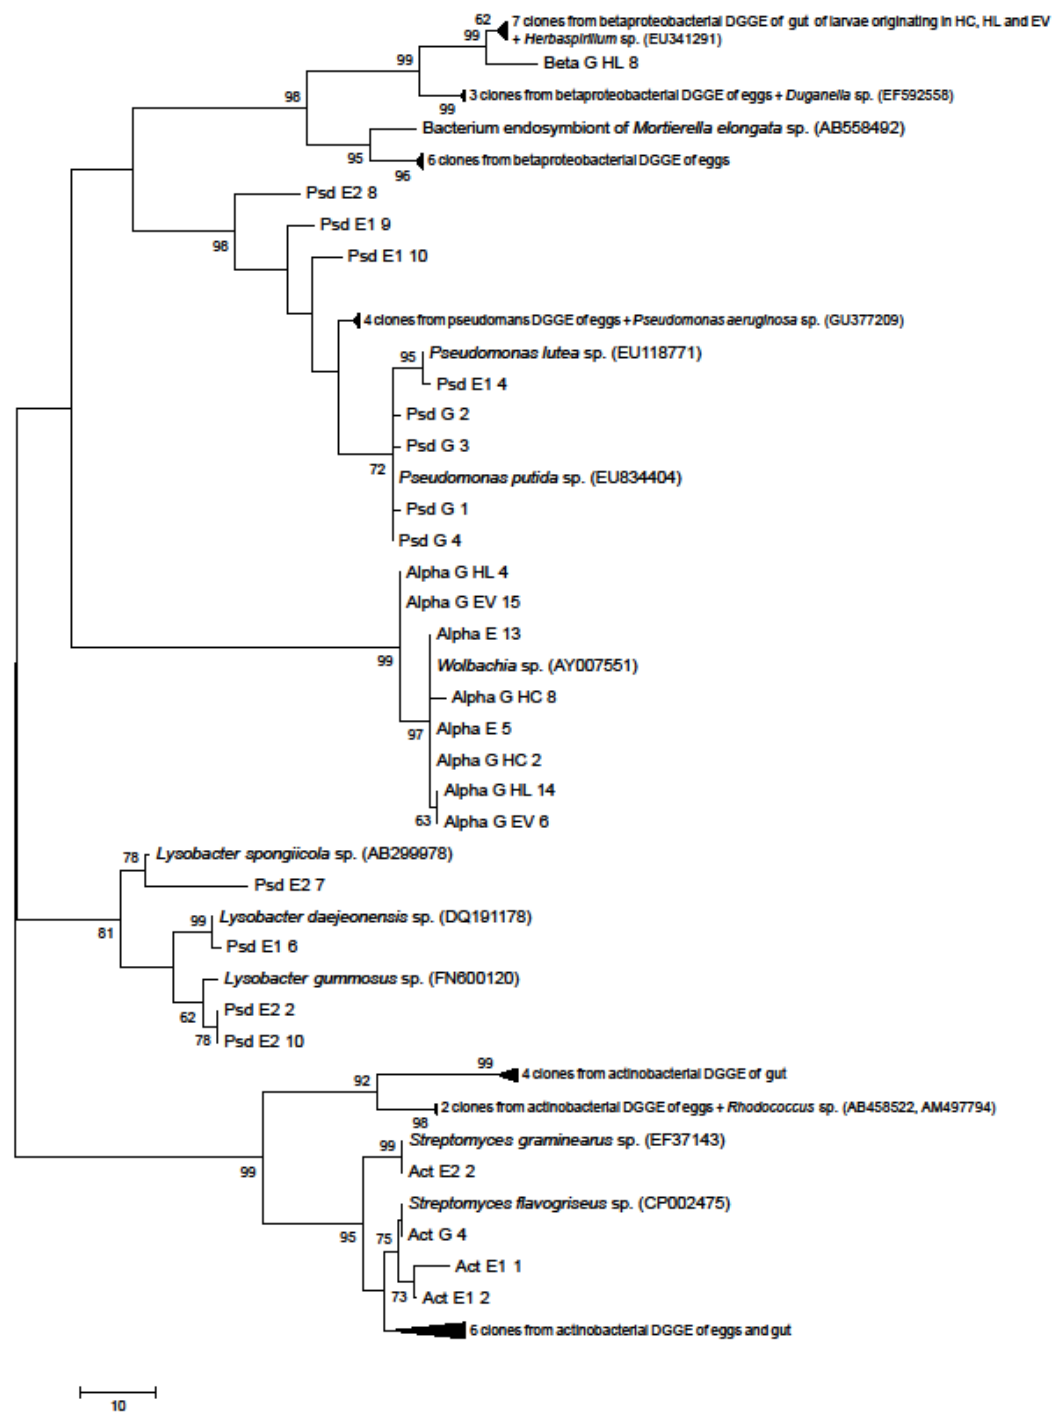 62
7 clones from betaproteobacterial DGGE of gut of larvae originating in HC, HL and EV
+ Herbaspirillum sp. (EU341291)
99
Beta G HL 8
99
3 clones from betaproteobacterial DGGE of eggs + Duganella sp. (EF592558)
99
98
Bacterium endosymbiont of Mortierella elongata sp. (AB558492)
95
6 clones from betaproteobacterial DGGE of eggs
96
Psd E2 8
98
Psd E1 9
Psd E1 10
4 clones from pseudomans DGGE of eggs + Pseudomonas aeruginosa sp. (GU377209)
95
Pseudomonas lutea sp. (EU118771)
Psd E1 4
Psd G 2
Psd G 3
72
Pseudomonas putida sp. (EU834404)
Psd G 1
Psd G 4
Alpha G HL 4
Alpha G EV 15
Alpha E 13
99
Wolbachia sp. (AY007551)
Alpha G HC 8
97
Alpha E 5
Alpha G HC 2
Alpha G HL 14
63
Alpha G EV 6
78
Lysobacter spongiicola sp. (AB299978)
Psd E2 7
81
99
Lysobacter daejeonensis sp. (DQ191178)
Psd E1 6
Lysobacter gummosus sp. (FN600120)
62
Psd E2 2
78
Psd E2 10
99
4 clones from actinobacterial DGGE of gut
92
2 clones from actinobacterial DGGE of eggs + Rhodococcus sp. (AB458522, AM497794)
98
99
99
Streptomyces graminearus sp. (EF37143)
Act E2 2
Streptomyces flavogriseus sp. (CP002475)
95
75
Act G 4
Act E1 1
73
Act E1 2
6 clones from actinobacterial DGGE of eggs and gut
10